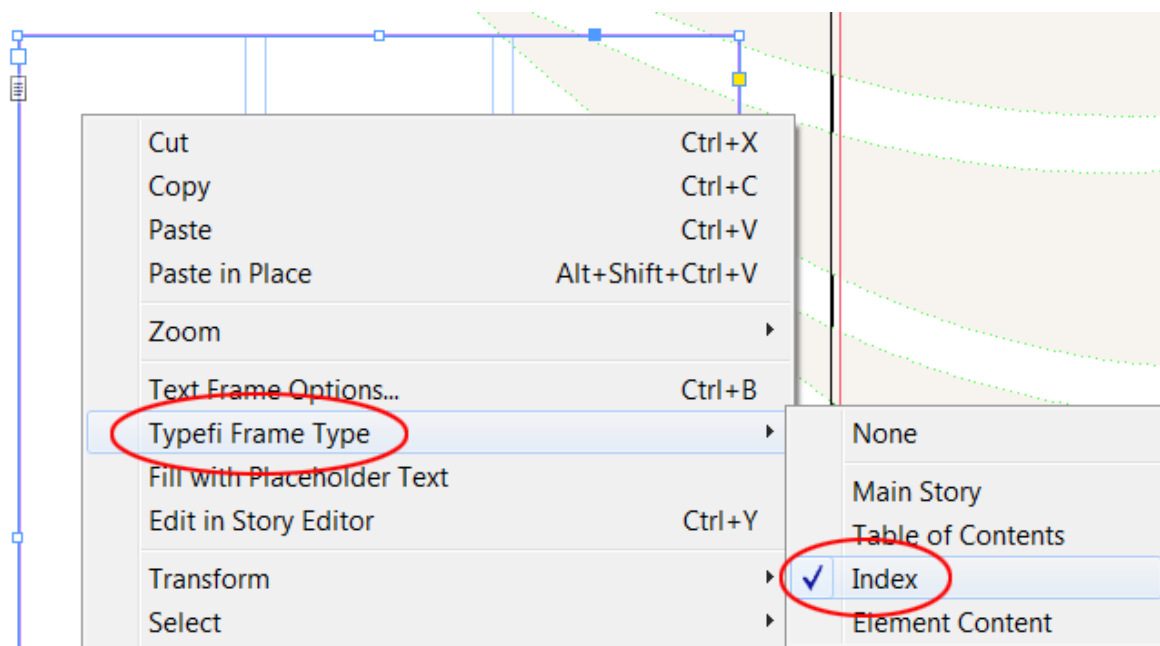 Cut Ctrl+X
Copy Ctrl+C
Paste Ctrl+V
Paste in Place Alt+Shift+Ctrl+V
Zoom
Text Frame Options... Ctrl+B
Typefi Frame Type
Fill with Placeholder Text
Edit in Story Editor Ctrl+Y
Transform
Select
None
Main Story
Table of Contents
Index
Element Content